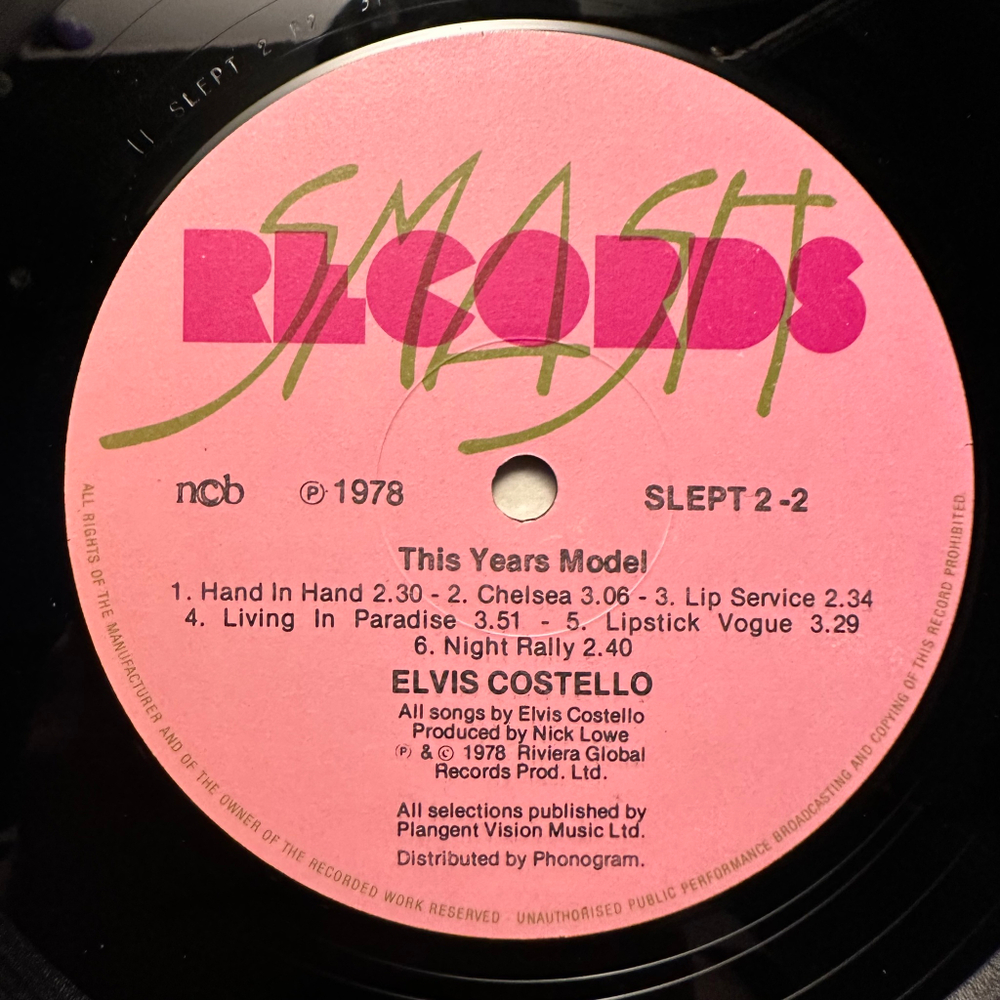 11 SLEPT 2 B2
SMASH
RECORDS
ncb ℗ 1978 SLEPT 2-2
This Years Model
1. Hand In Hand 2.30 - 2. Chelsea 3.06 - 3. Lip Service 2.34
4. Living In Paradise 3.51 - 5. Lipstick Vogue 3.29
6. Night Rally 2.40
ELVIS COSTELLO
All songs by Elvis Costello
Produced by Nick Lowe
℗ & © 1978 Riviera Global
Records Prod. Ltd.
All selections published by
Plangent Vision Music Ltd.
Distributed by Phonogram.
ALL RIGHTS OF THE MANUFACTURER AND OF THE OWNER OF THE RECORDED WORK RESERVED UNAUTHORISED PUBLIC PERFORMANCE BROADCASTING AND COPYING OF THIS RECORD PROHIBITED.